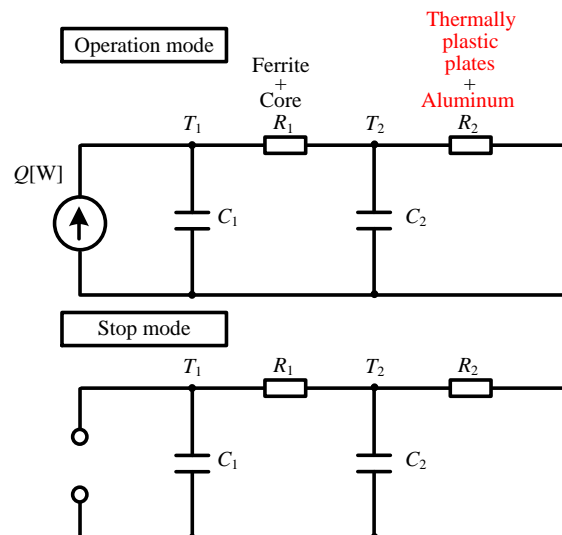 Operation mode
Thermally
plastic
plates
+
Aluminum
Ferrite
+
Core
T1
R1
T2
R2
Q[W]
C1
C2
Stop mode
T1
R1
T2
R2
C1
C2